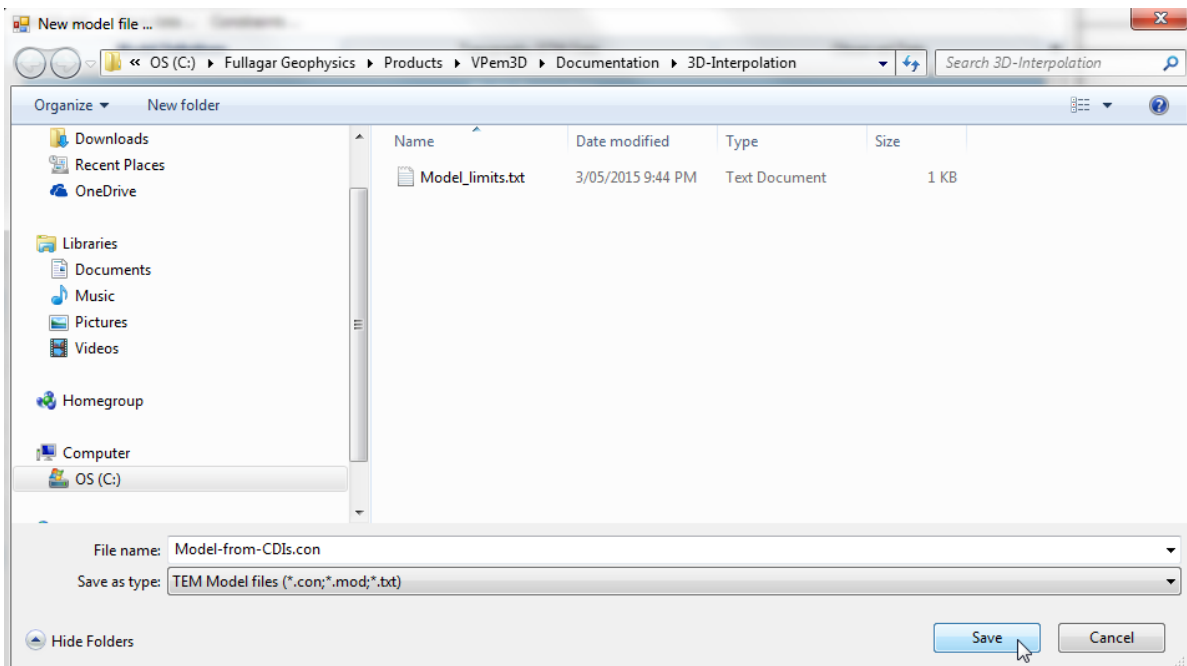 New model file ...
« OS (C:) ▸ Fullagar Geophysics ▸ Products ▸ VPem3D ▸ Documentation ▸ 3D-Interpolation
Search 3D-Interpolation
Organize
New folder
Downloads
Recent Places
OneDrive
Libraries
Documents
Music
Pictures
Videos
Homegroup
Computer
OS (C:)
Name Date modified Type Size
Model_limits.txt 3/05/2015 9:44 PM Text Document 1 KB
File name: Model-from-CDIs.con
Save as type: TEM Model files (*.con;*.mod;*.txt)
Hide Folders
Save Cancel